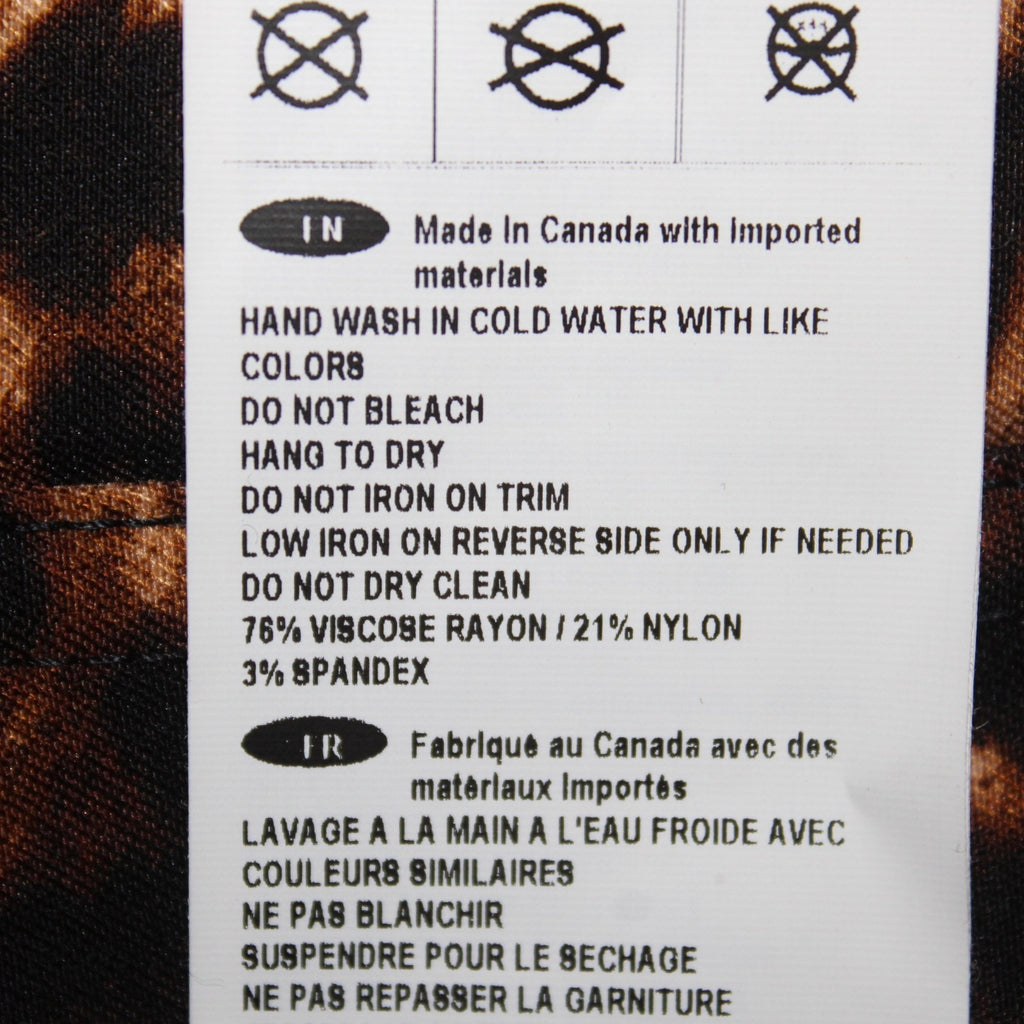 IN Made In Canada with Imported
materials
HAND WASH IN COLD WATER WITH LIKE
COLORS
DO NOT BLEACH
HANG TO DRY
DO NOT IRON ON TRIM
LOW IRON ON REVERSE SIDE ONLY IF NEEDED
DO NOT DRY CLEAN
76% VISCOSE RAYON / 21% NYLON
3% SPANDEX
FR Fabriqué au Canada avec des
matériaux Importés
LAVAGE A LA MAIN A L'EAU FROIDE AVEC
COULEURS SIMILAIRES
NE PAS BLANCHIR
SUSPENDRE POUR LE SECHAGE
NE PAS REPASSER LA GARNITURE